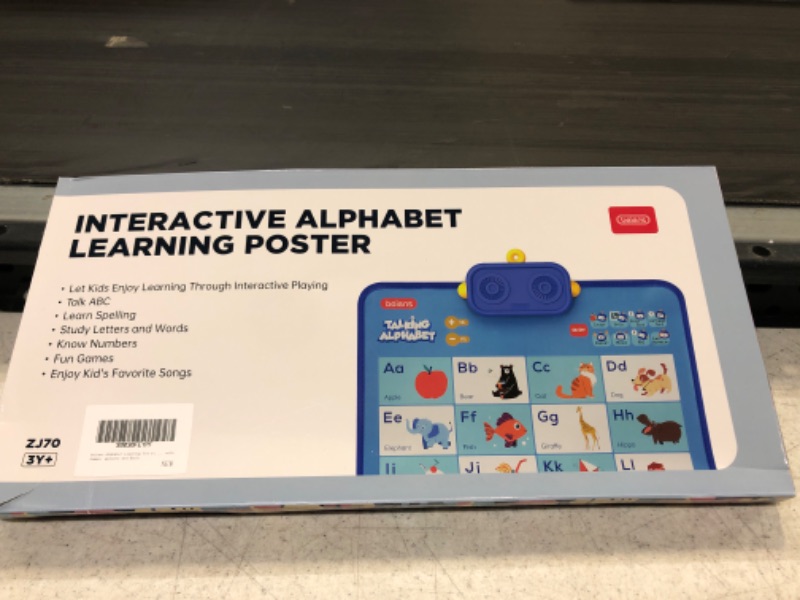 INTERACTIVE ALPHABET
LEARNING POSTER
• Let Kids Enjoy Learning Through Interactive Playing
• Talk ABC
• Learn Spelling
• Study Letters and Words
• Know Numbers
• Fun Games
• Enjoy Kid's Favorite Songs
ZJ70
3Y+
TALKING
ALPHABET
Aa
Apple
Bb
Bear
Cc
Cat
Dd
Dog
Ee
Elephant
Ff
Fish
Gg
Giraffe
Hh
Hippo
Ii
Jj
Kk
Ll